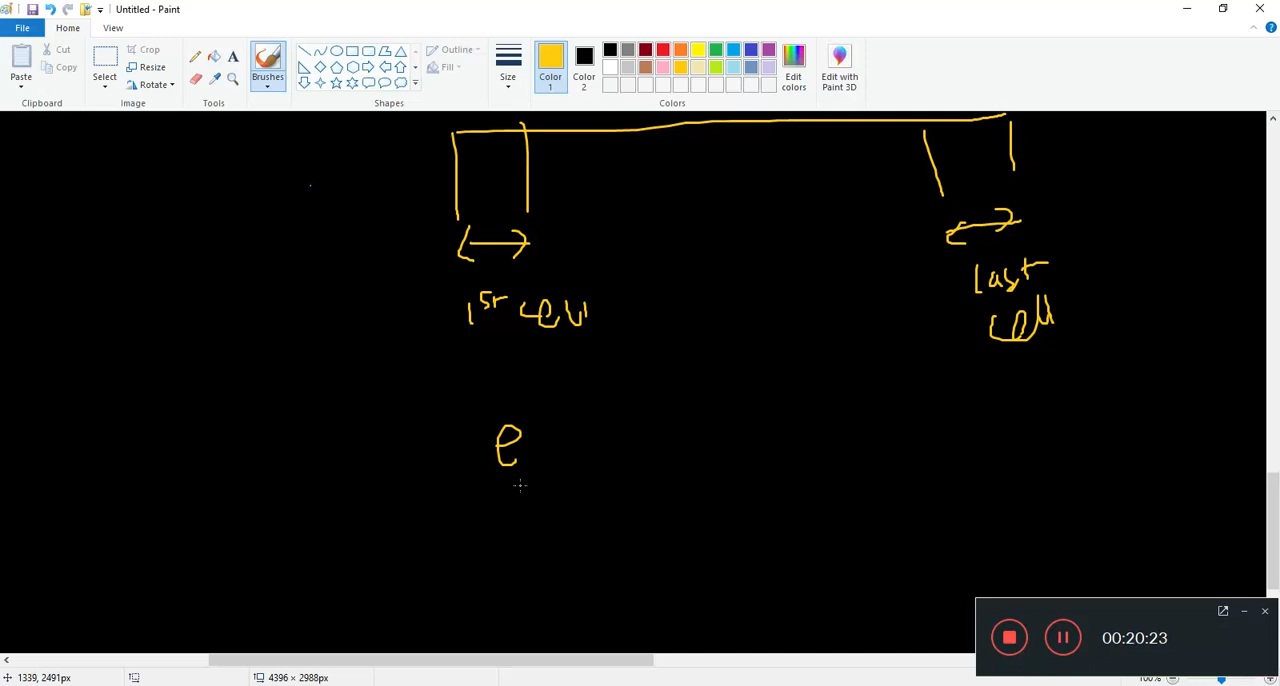 Untitled - Paint
File Home View
Paste
Cut
Copy
Clipboard
Select
Crop
Resize
Rotate
Image
Tools
Brushes
Shapes
Outline
Fill
Size
Color 1
Color 2
Edit colors
Colors
Edit with Paint 3D
1st cell
last
cell
e
00:20:23
1339, 2491px
4396 × 2988px
100%